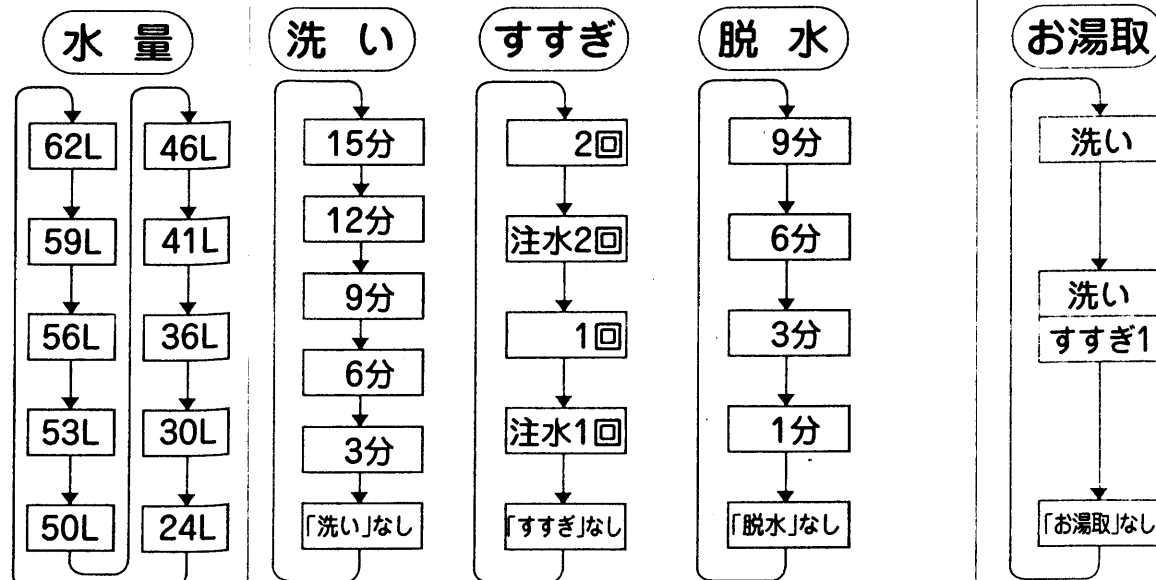 水量
62L
59L
56L
53L
50L
46L
41L
36L
30L
24L
洗い
15分
12分
9分
6分
3分
「洗い」なし
すすぎ
2回
注水2回
1回
注水1回
「すすぎ」なし
脱水
9分
6分
3分
1分
「脱水」なし
お湯取
洗い
洗い
すすぎ1
「お湯取」なし